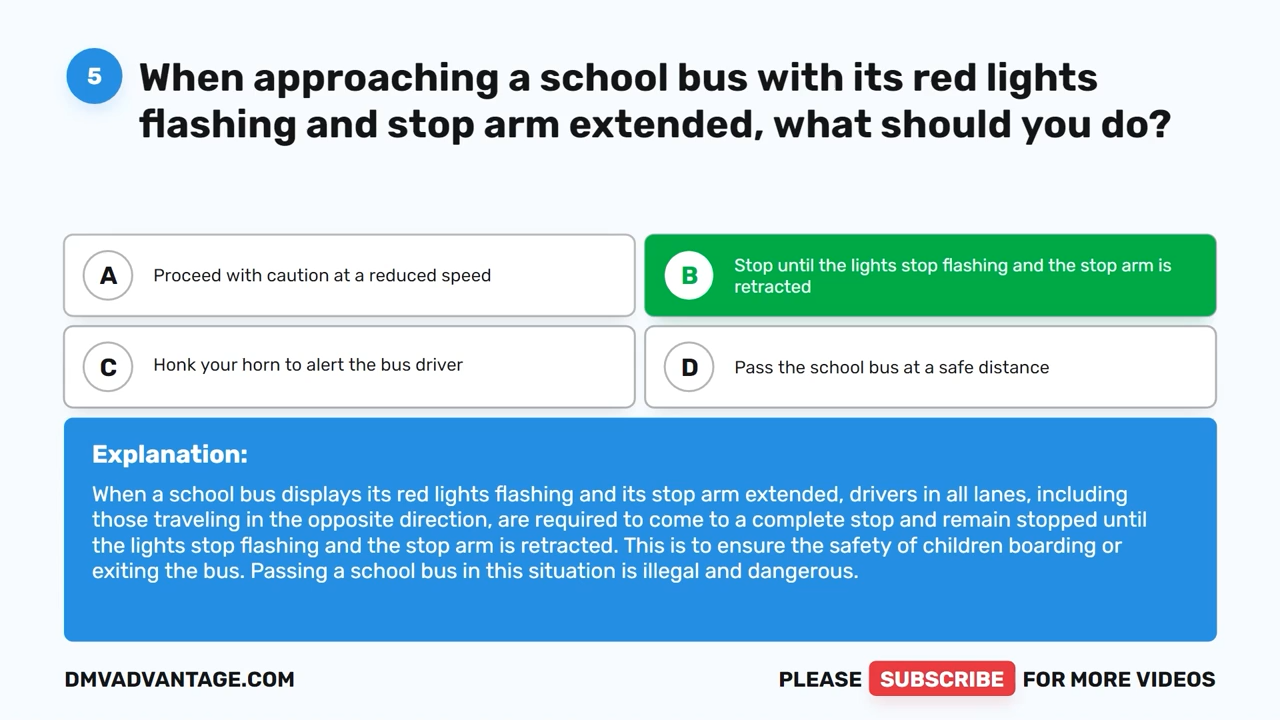 5
When approaching a school bus with its red lights
flashing and stop arm extended, what should you do?
A
Proceed with caution at a reduced speed
B
Stop until the lights stop flashing and the stop arm is
retracted
C
Honk your horn to alert the bus driver
D
Pass the school bus at a safe distance
Explanation:
When a school bus displays its red lights flashing and its stop arm extended, drivers in all lanes, including
those traveling in the opposite direction, are required to come to a complete stop and remain stopped until
the lights stop flashing and the stop arm is retracted. This is to ensure the safety of children boarding or
exiting the bus. Passing a school bus in this situation is illegal and dangerous.
DMVADVANTAGE.COM
PLEASE SUBSCRIBE FOR MORE VIDEOS